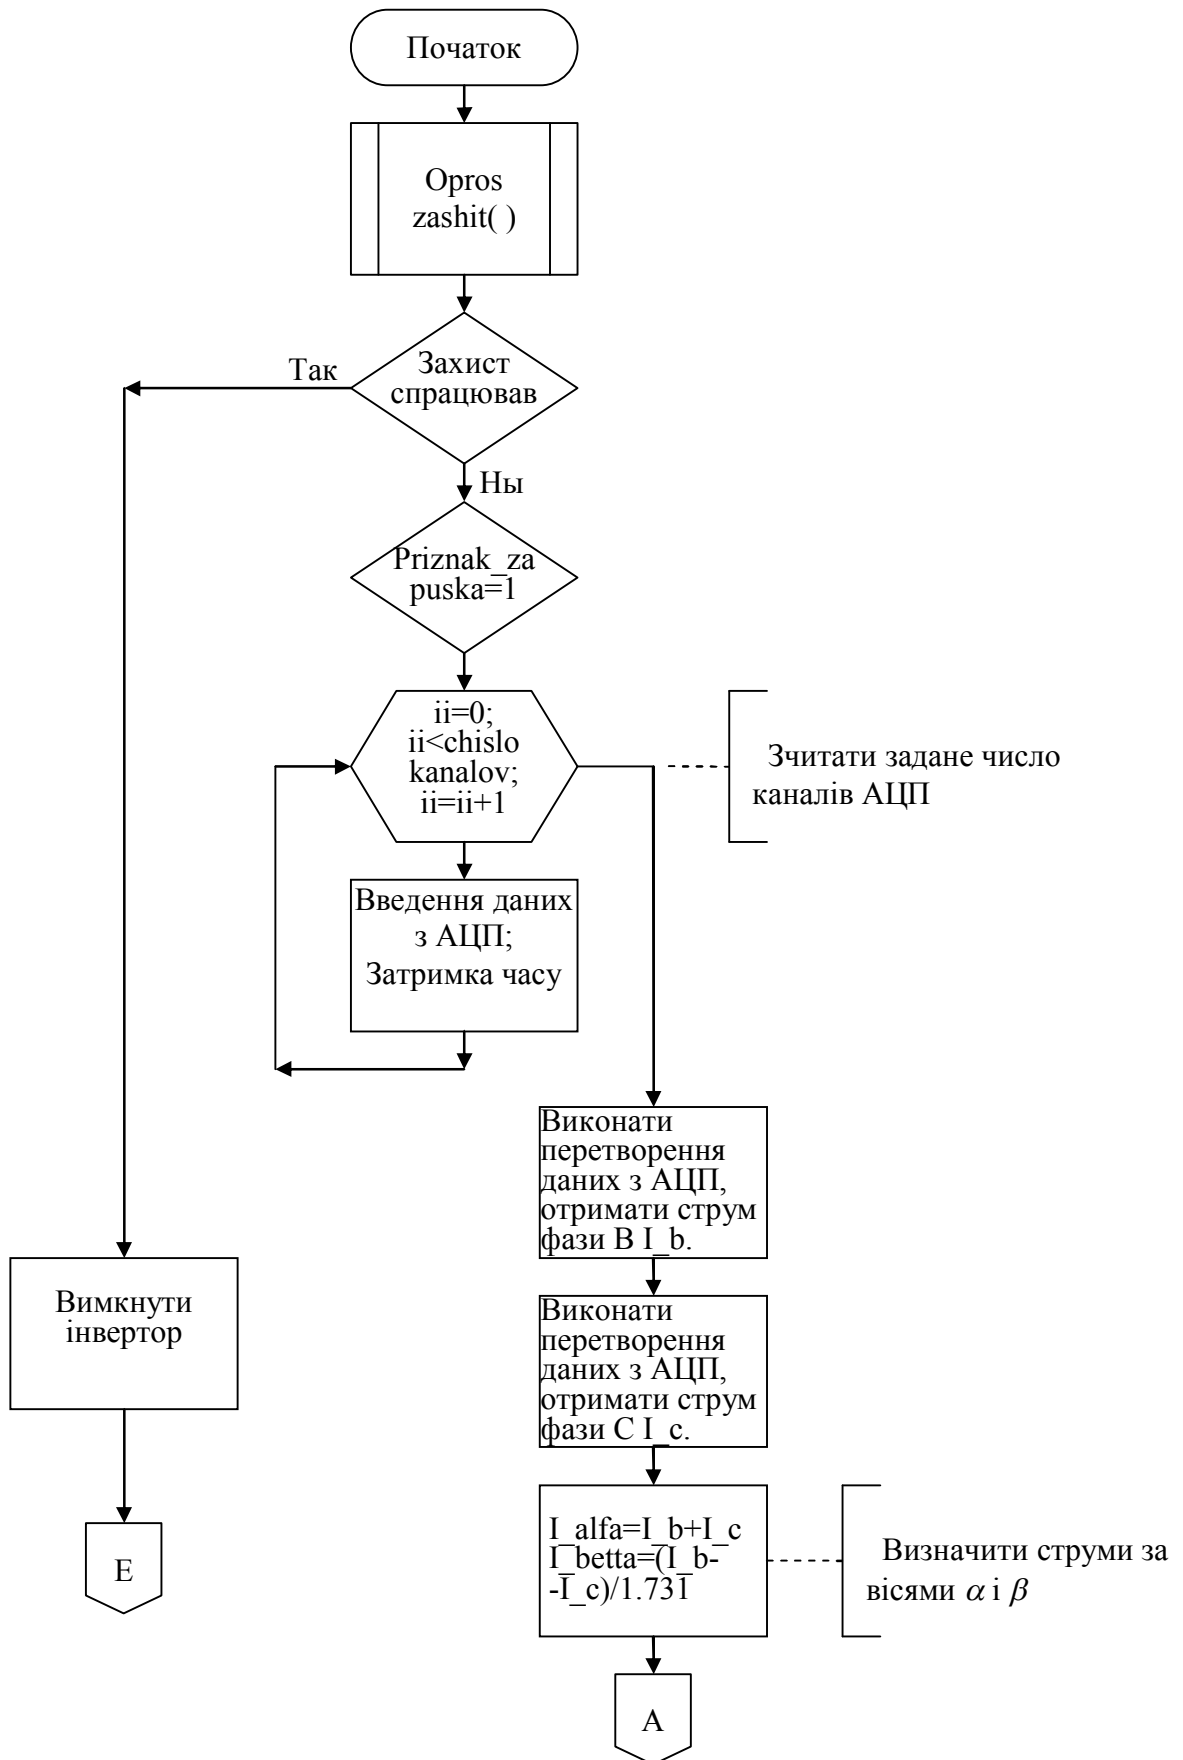 Початок
Opros
zashit( )
Захист
спрацював
Так
Ны
Priznak_za
puska=1
ii=0;
ii<chislo
kanalov;
ii=ii+1
Зчитати задане число
каналів АЦП
Введення даних
з АЦП;
Затримка часу
Виконати
перетворення
даних з АЦП,
отримати струм
фази В I_b.
Вимкнути
інвертор
Виконати
перетворення
даних з АЦП,
отримати струм
фази С I_c.
I_alfa=I_b+I_c
I_betta=(I_b-
-I_c)/1.731
Визначити струми за
вісями α і β
Е
А